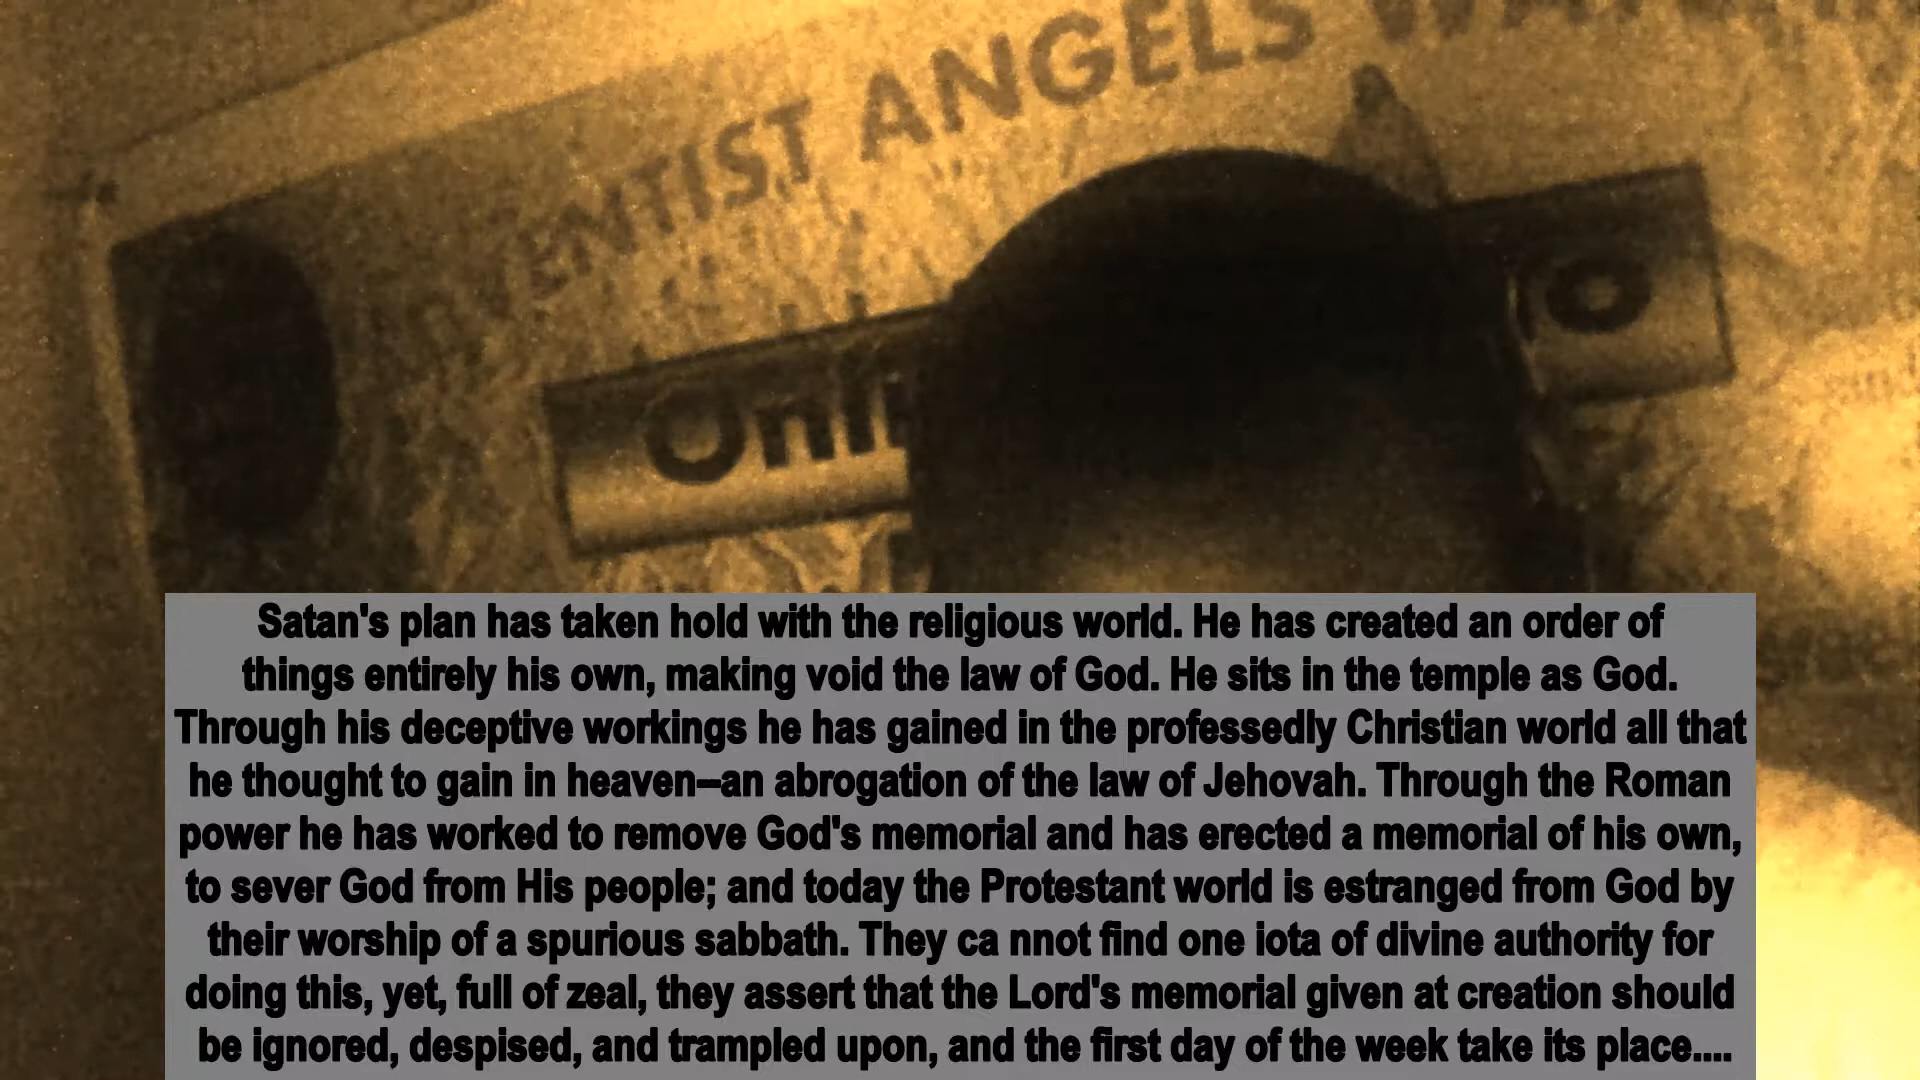 ENTIST ANGELS
Onli
o
Satan's plan has taken hold with the religious world. He has created an order of
things entirely his own, making void the law of God. He sits in the temple as God.
Through his deceptive workings he has gained in the professedly Christian world all that
he thought to gain in heaven–an abrogation of the law of Jehovah. Through the Roman
power he has worked to remove God's memorial and has erected a memorial of his own,
to sever God from His people; and today the Protestant world is estranged from God by
their worship of a spurious sabbath. They ca nnot find one iota of divine authority for
doing this, yet, full of zeal, they assert that the Lord's memorial given at creation should
be ignored, despised, and trampled upon, and the first day of the week take its place....